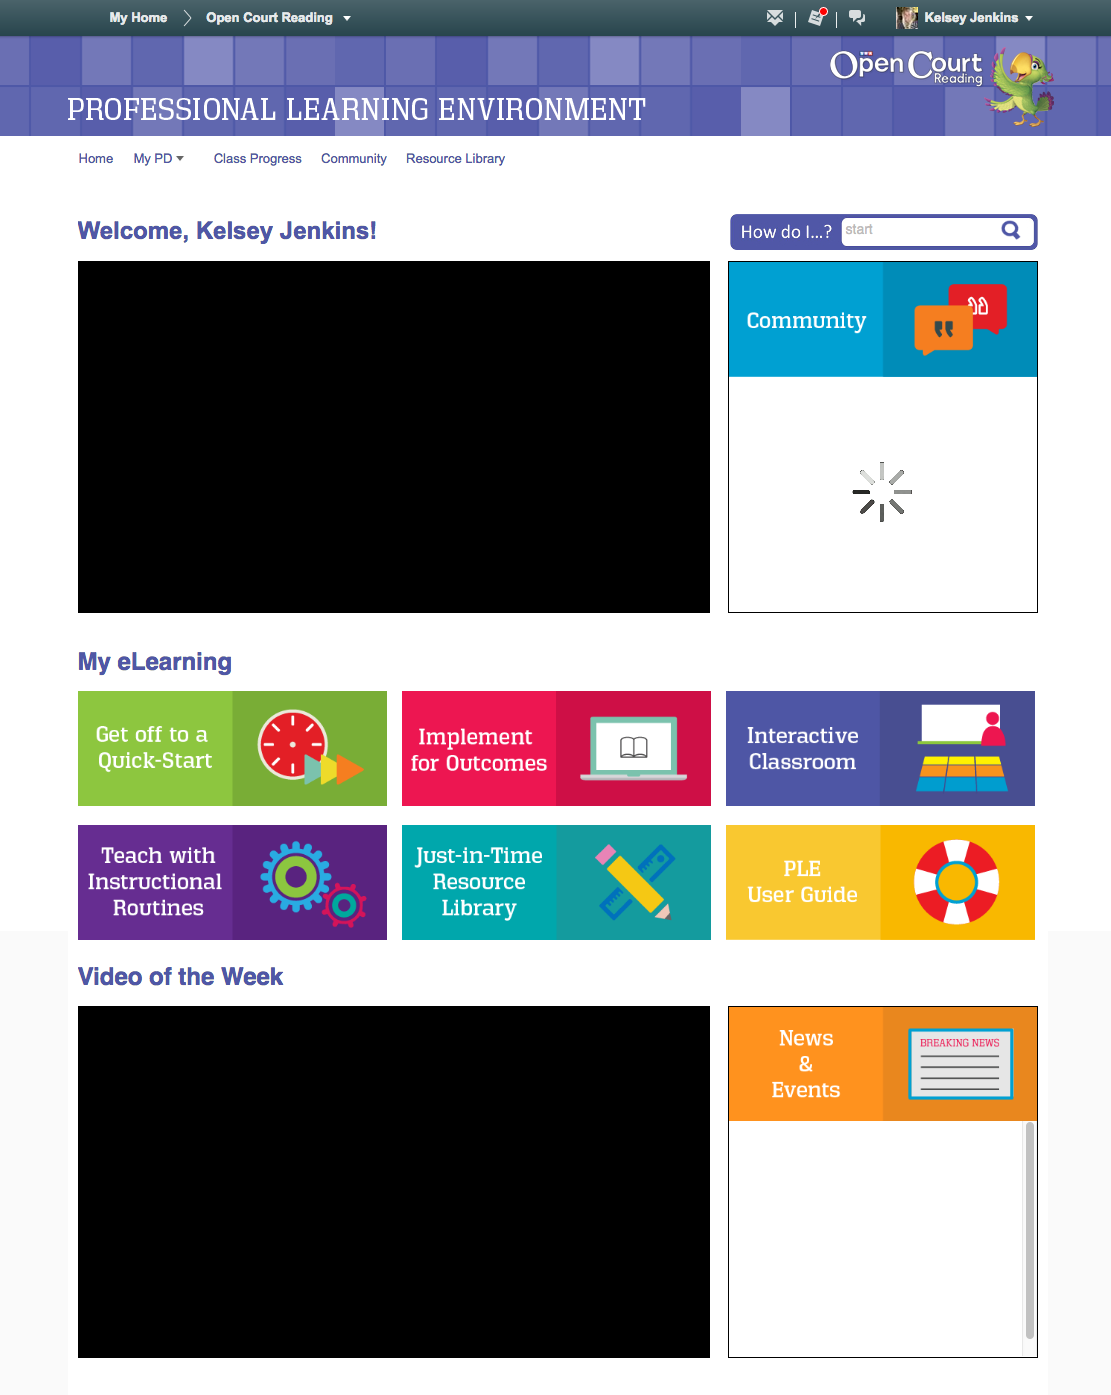 My Home
Open Court Reading
Kelsey Jenkins
Open Court
Reading
PROFESSIONAL LEARNING ENVIRONMENT
Home
My PD
Class Progress
Community
Resource Library
Welcome, Kelsey Jenkins!
How do I...?
start
Community
My eLearning
Get off to a
Quick-Start
Implement
for Outcomes
Interactive
Classroom
Teach with
Instructional
Routines
Just-in-Time
Resource
Library
PLE
User Guide
Video of the Week
News
&
Events
BREAKING NEWS